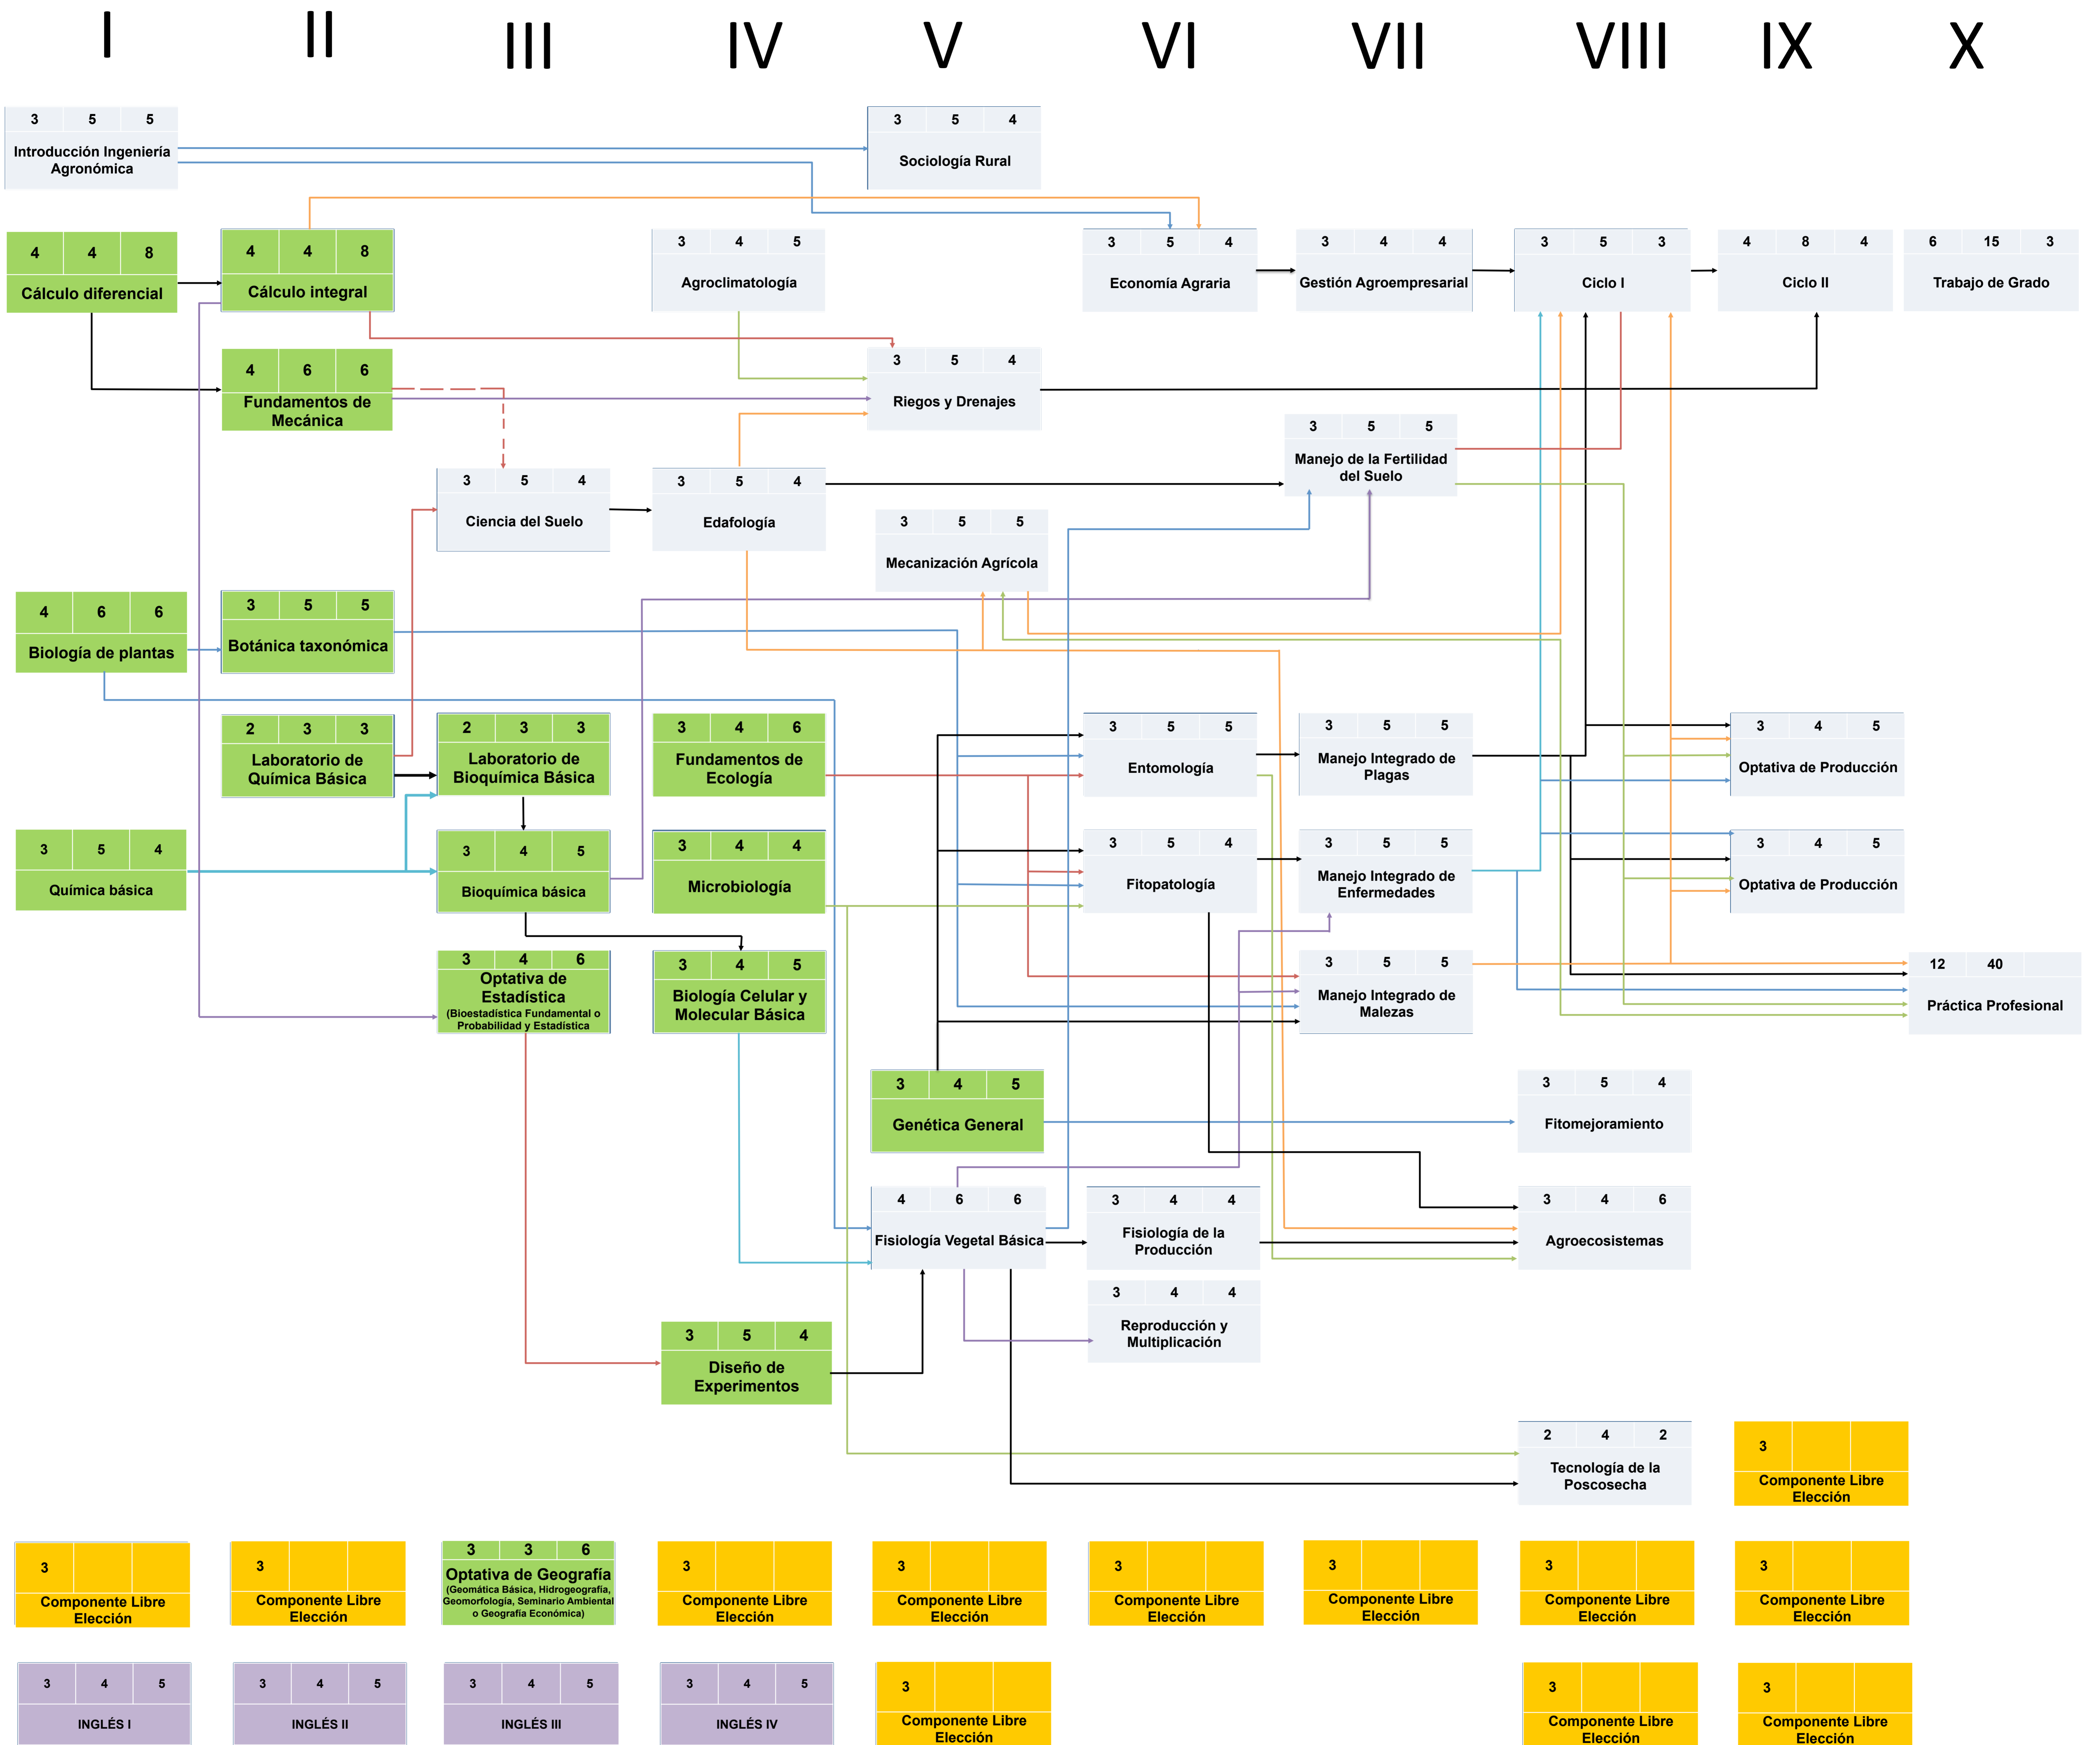 I II III IV V VI VII VIII IX X
3 5 5
Introducción Ingeniería
Agronómica
3 5 4
Sociología Rural
4 4 8
Cálculo diferencial
4 4 8
Cálculo integral
3 4 5
Agroclimatología
3 5 4
Economía Agraria
3 4 4
Gestión Agroempresarial
3 5 3
Ciclo I
4 8 4
Ciclo II
6 15 3
Trabajo de Grado
4 6 6
Fundamentos de
Mecánica
3 5 4
Riegos y Drenajes
3 5 5
Manejo de la Fertilidad
del Suelo
3 5 4
Ciencia del Suelo
3 5 4
Edafología
3 5 5
Mecanización Agrícola
4 6 6
Biología de plantas
3 5 5
Botánica taxonómica
2 3 3
Laboratorio de
Química Básica
2 3 3
Laboratorio de
Bioquímica Básica
3 4 6
Fundamentos de
Ecología
3 5 5
Entomología
3 5 5
Manejo Integrado de
Plagas
3 4 5
Optativa de Producción
3 5 4
Química básica
3 4 5
Bioquímica básica
3 4 4
Microbiología
3 5 4
Fitopatología
3 5 5
Manejo Integrado de
Enfermedades
3 4 5
Optativa de Producción
3 4 6
Optativa de
Estadística
(Bioestadística Fundamental o
Probabilidad y Estadística
3 4 5
Biología Celular y
Molecular Básica
3 5 5
Manejo Integrado de
Malezas
12 40
Práctica Profesional
3 4 5
Genética General
3 5 4
Fitomejoramiento
4 6 6
Fisiología Vegetal Básica
3 4 4
Fisiología de la
Producción
3 4 6
Agroecosistemas
3 4 4
Reproducción y
Multiplicación
3 5 4
Diseño de
Experimentos
2 4 2
Tecnología de la
Poscosecha
3
Componente Libre
Elección
3
Componente Libre
Elección
3
Componente Libre
Elección
3 3 6
Optativa de Geografía
(Geomática Básica, Hidrogeografía,
Geomorfología, Seminario Ambiental
o Geografía Económica)
3
Componente Libre
Elección
3
Componente Libre
Elección
3
Componente Libre
Elección
3
Componente Libre
Elección
3
Componente Libre
Elección
3
Componente Libre
Elección
3 4 5
INGLÉS I
3 4 5
INGLÉS II
3 4 5
INGLÉS III
3 4 5
INGLÉS IV
3
Componente Libre
Elección
3
Componente Libre
Elección
3
Componente Libre
Elección